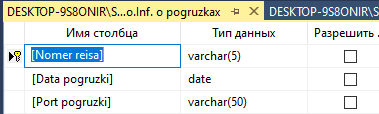 DESKTOP-9S8ONIR\S...o.Inf. o pogruzkax DESKTOP-9S8ONIR\S
Имя столбца Тип данных Разрешить
[Nomer reisa] varchar(5)
[Data pogruzki] date
[Port pogruzki] varchar(50)